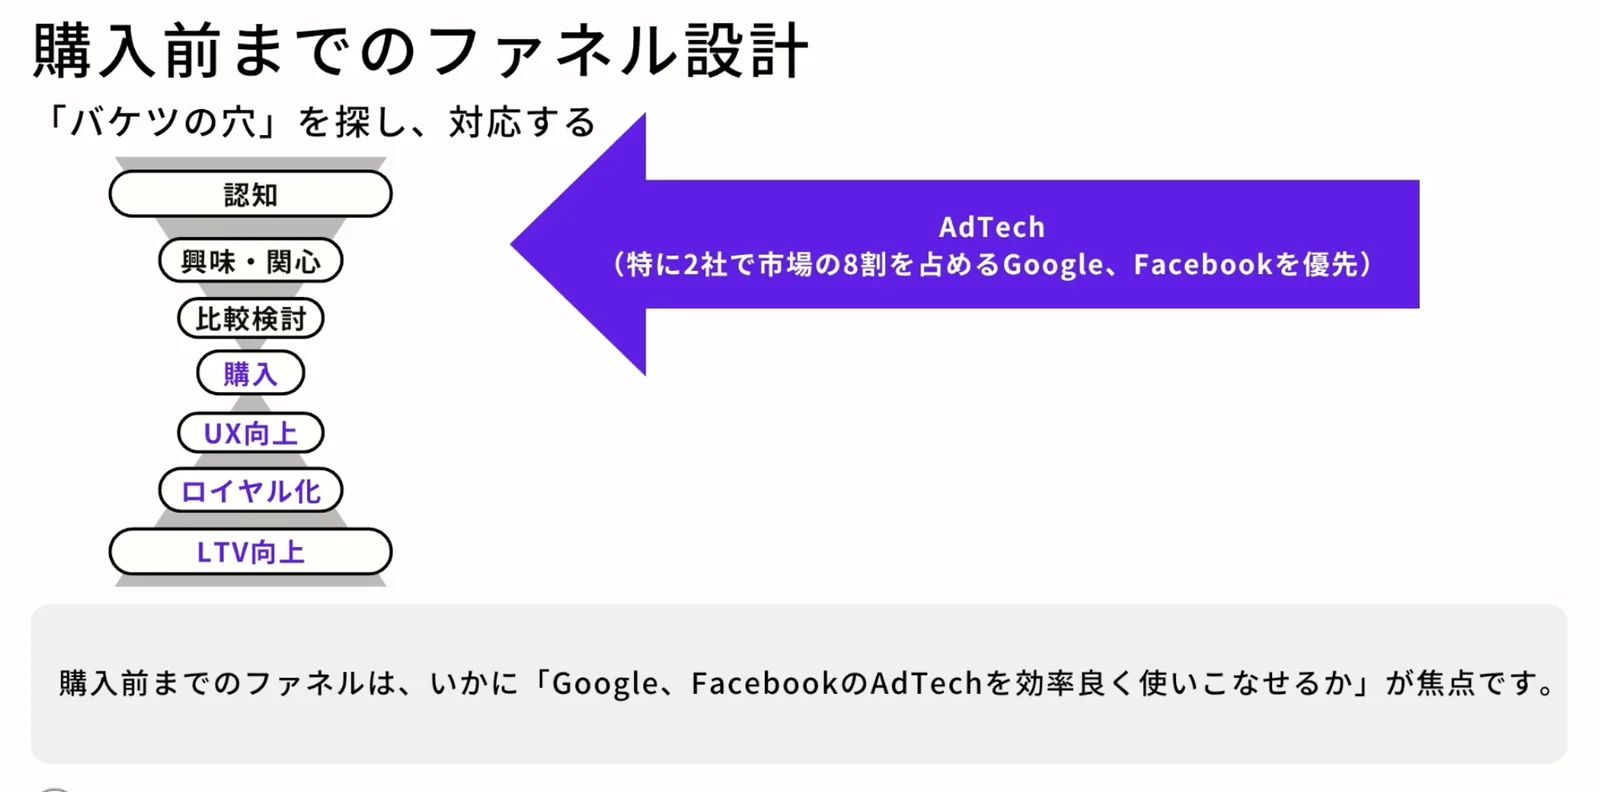 購入前までのファネル設計
「バケツの穴」を探し、対応する
認知
興味・関心
比較検討
購入
UX向上
ロイヤル化
LTV向上
AdTech
（特に2社で市場の8割を占めるGoogle、Facebookを優先）
購入前までのファネルは、いかに「Google、FacebookのAdTechを効率良く使いこなせるか」が焦点です。